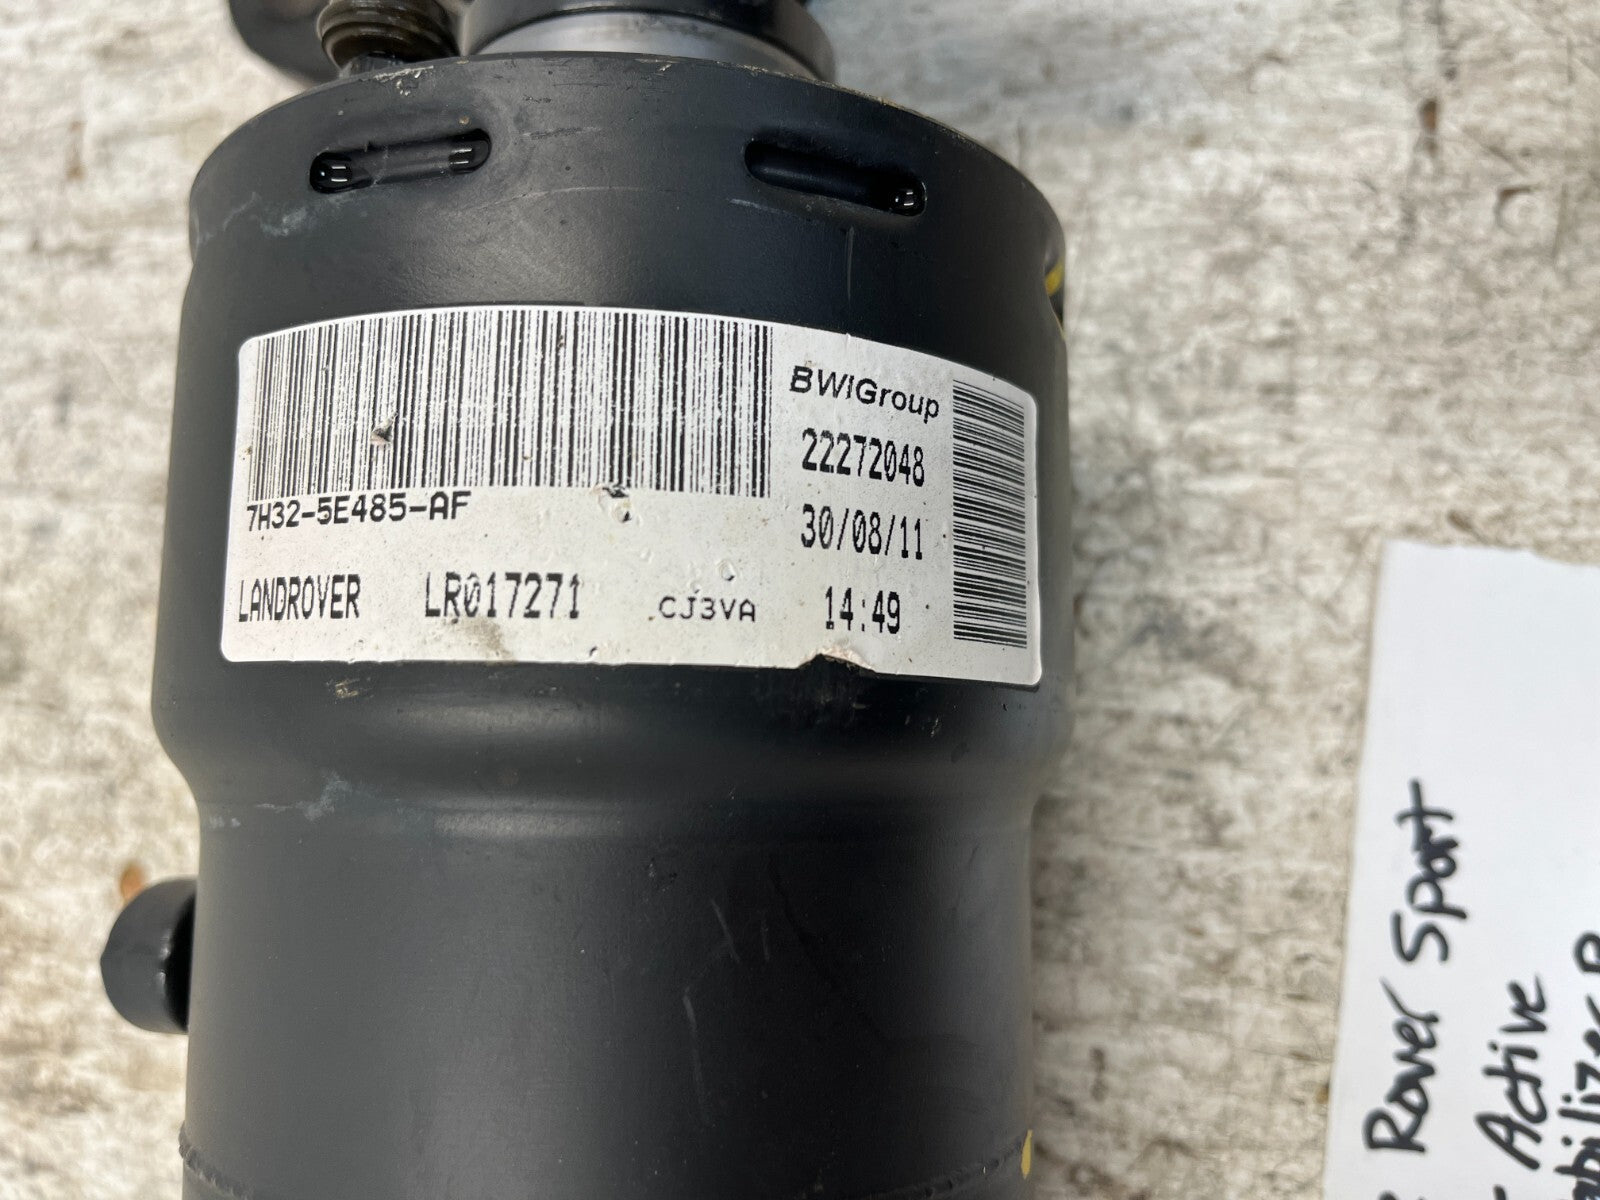 BWIGroup
22272048
30/08/11
14:49
7H32-5E485-AF
LANDROVER LR017271 .CJ3VA
Rover Sport
Active